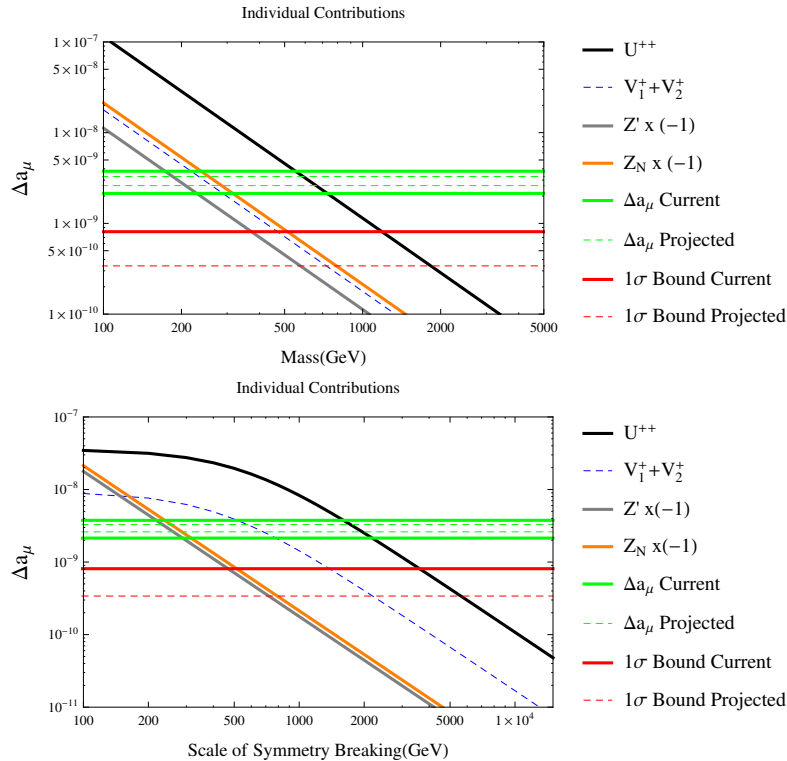 Individual Contributions
1×10⁻⁷
5×10⁻⁸
1×10⁻⁸
5×10⁻⁹
1×10⁻⁹
5×10⁻¹⁰
1×10⁻¹⁰
Δaμ
100 200 500 1000 2000 5000
Mass(GeV)
U⁺⁺
V₁⁺+V₂⁺
Z' x (−1)
Z_N x (−1)
Δaμ Current
Δaμ Projected
1σ Bound Current
1σ Bound Projected
Individual Contributions
10⁻⁷
10⁻⁸
10⁻⁹
10⁻¹⁰
10⁻¹¹
Δaμ
100 200 500 1000 2000 5000 1×10⁴
Scale of Symmetry Breaking(GeV)
U⁺⁺
V₁⁺+V₂⁺
Z' x(−1)
Z_N x(−1)
Δaμ Current
Δaμ Projected
1σ Bound Current
1σ Bound Projected